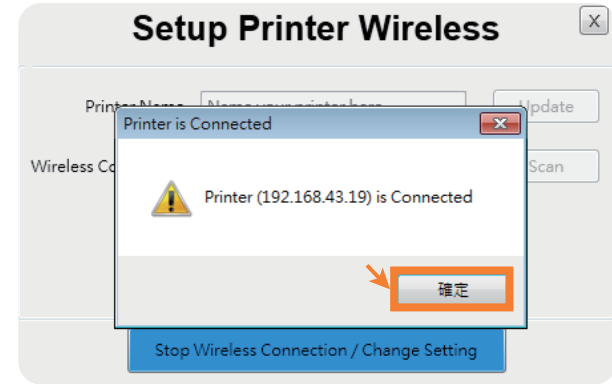 Setup Printer Wireless
X
Update
Printer is Connected
Wireless
Scan
Printer (192.168.43.19) is Connected
確定
Stop Wireless Connection / Change Setting